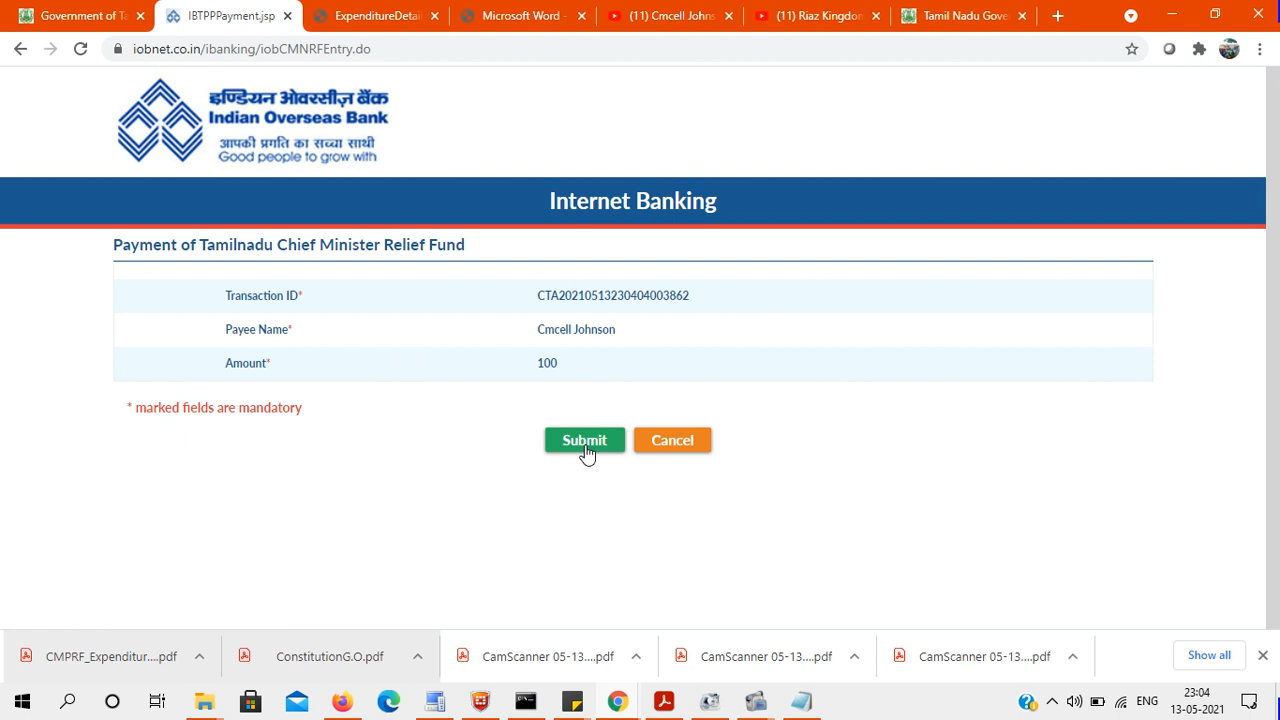 Government of Ta
IBTPPPayment.jsp
ExpenditureDetai
Microsoft Word -
(11) Cmcell Johns
(11) Riaz Kingdon
Tamil Nadu Gove
iobnet.co.in/ibanking/iobCMNRFEntry.do
इण्डियन ओवरसीज़ बैंक
Indian Overseas Bank
आपकी प्रगति का सच्चा साथी
Good people to grow with
Internet Banking
Payment of Tamilnadu Chief Minister Relief Fund
Transaction ID* CTA20210513230404003862
Payee Name* Cmcell Johnson
Amount* 100
* marked fields are mandatory
Submit Cancel
CMPRF_Expenditur....pdf
ConstitutionG.O.pdf
CamScanner 05-13....pdf
CamScanner 05-13....pdf
CamScanner 05-13....pdf
Show all
ENG
23:04
13-05-2021